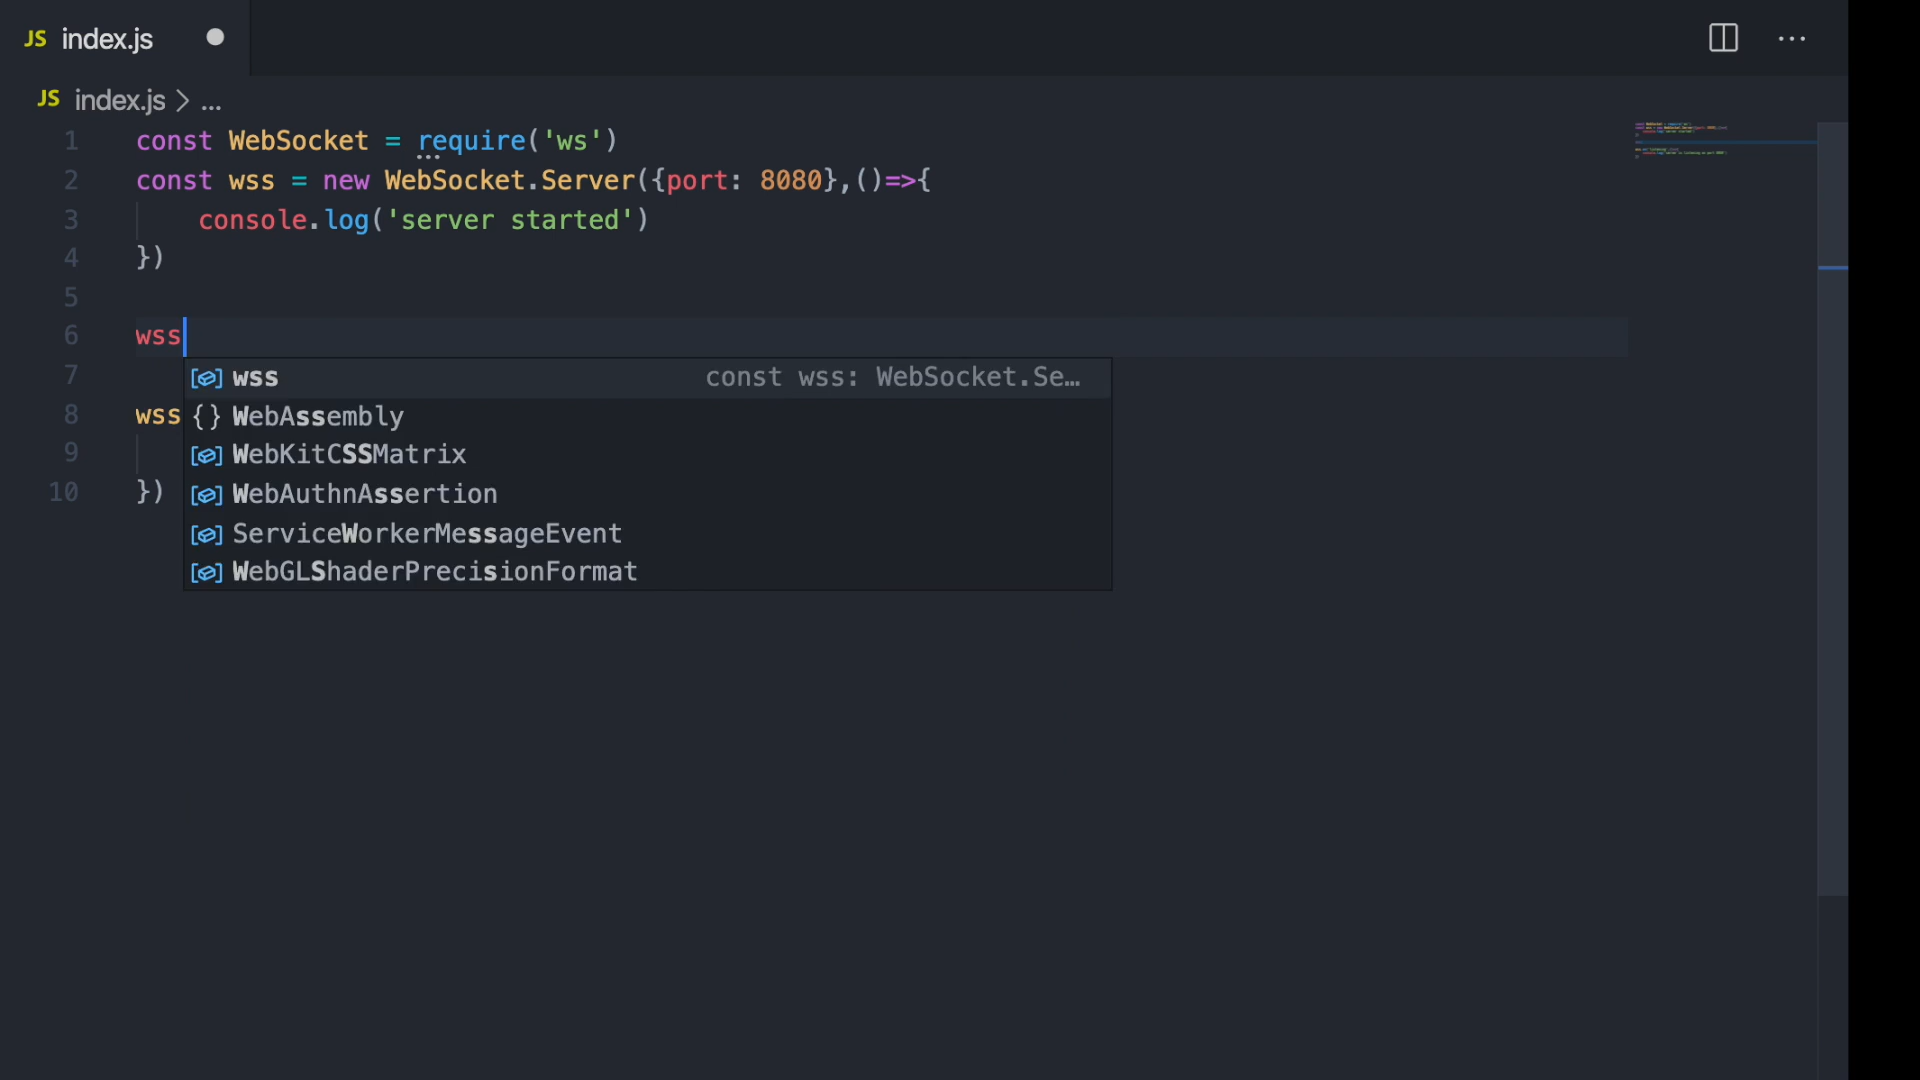 JS index.js
JS index.js > ...
1 const WebSocket = require('ws')
2 const wss = new WebSocket.Server({port: 8080},()=>{
3 console.log('server started')
4 })
5
6 wss
7
wss const wss: WebSocket.Se…
8 wss
{} WebAssembly
9
WebKitCSSMatrix
10 })
WebAuthnAssertion
ServiceWorkerMessageEvent
WebGLShaderPrecisionFormat